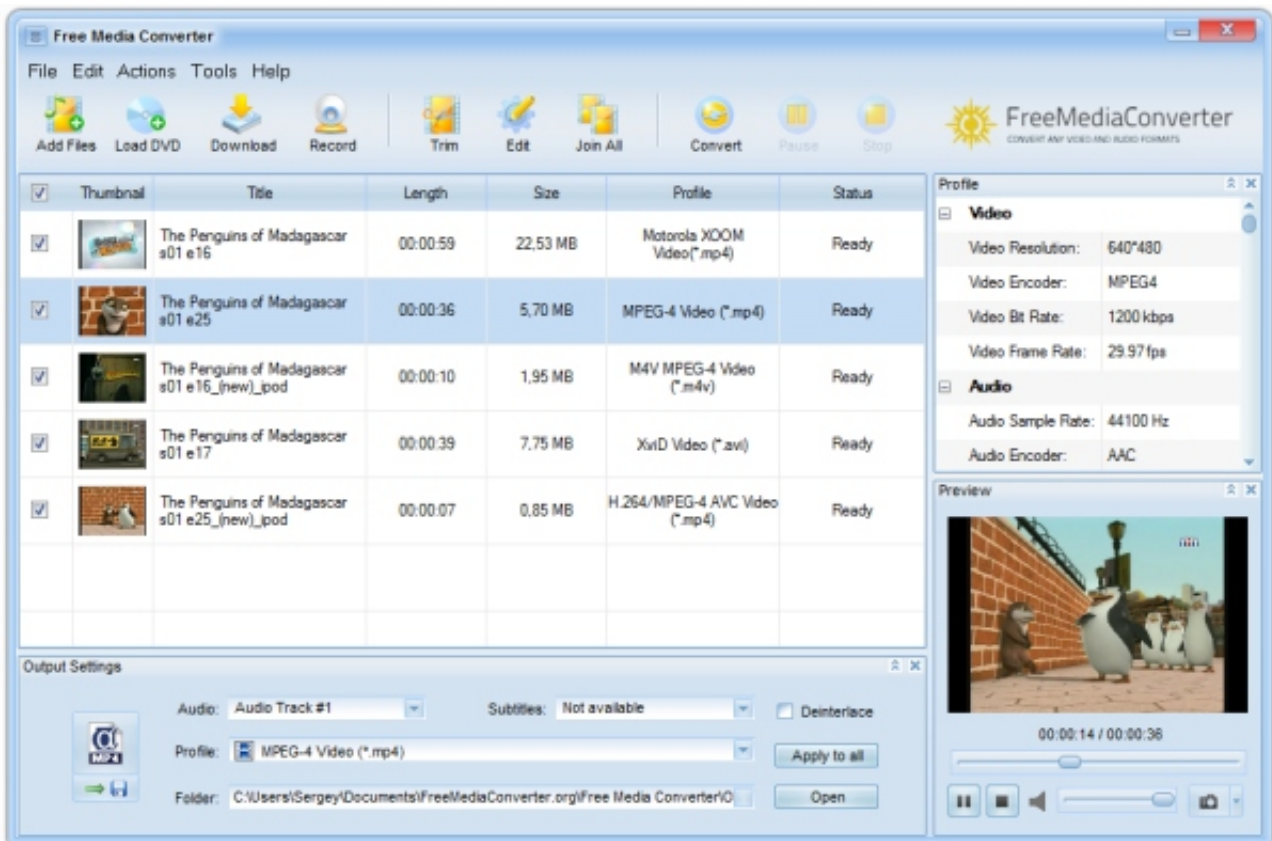 Free Media Converter
File Edit Actions Tools Help
Add Files Load DVD Download Record Trim Edit Join All Convert Pause Stop
FreeMediaConverter
CONVERT ANY VIDEO AND AUDIO FORMATS
Thumbnail Title Length Size Profile Status
The Penguins of Madagascar
s01 e16
00:00:59
22,53 MB
Motorola XOOM
Video(*.mp4)
Ready
The Penguins of Madagascar
s01 e25
00:00:36
5,70 MB
MPEG-4 Video (*.mp4)
Ready
The Penguins of Madagascar
s01 e16_(new)_ipod
00:00:10
1,95 MB
M4V MPEG-4 Video
(*.m4v)
Ready
The Penguins of Madagascar
s01 e17
00:00:39
7,75 MB
XviD Video (*.avi)
Ready
The Penguins of Madagascar
s01 e25_(new)_ipod
00:00:07
0,85 MB
H.264/MPEG-4 AVC Video
(*.mp4)
Ready
Profile
Video
Video Resolution: 640*480
Video Encoder: MPEG4
Video Bit Rate: 1200 kbps
Video Frame Rate: 29.97 fps
Audio
Audio Sample Rate: 44100 Hz
Audio Encoder: AAC
Preview
00:00:14 / 00:00:36
Output Settings
MP4
Audio: Audio Track #1
Subtitles: Not available
Deinterlace
Profile: MPEG-4 Video (*.mp4)
Apply to all
Folder: C:\Users\Sergey\Documents\FreeMediaConverter.org\Free Media Converter\O
Open